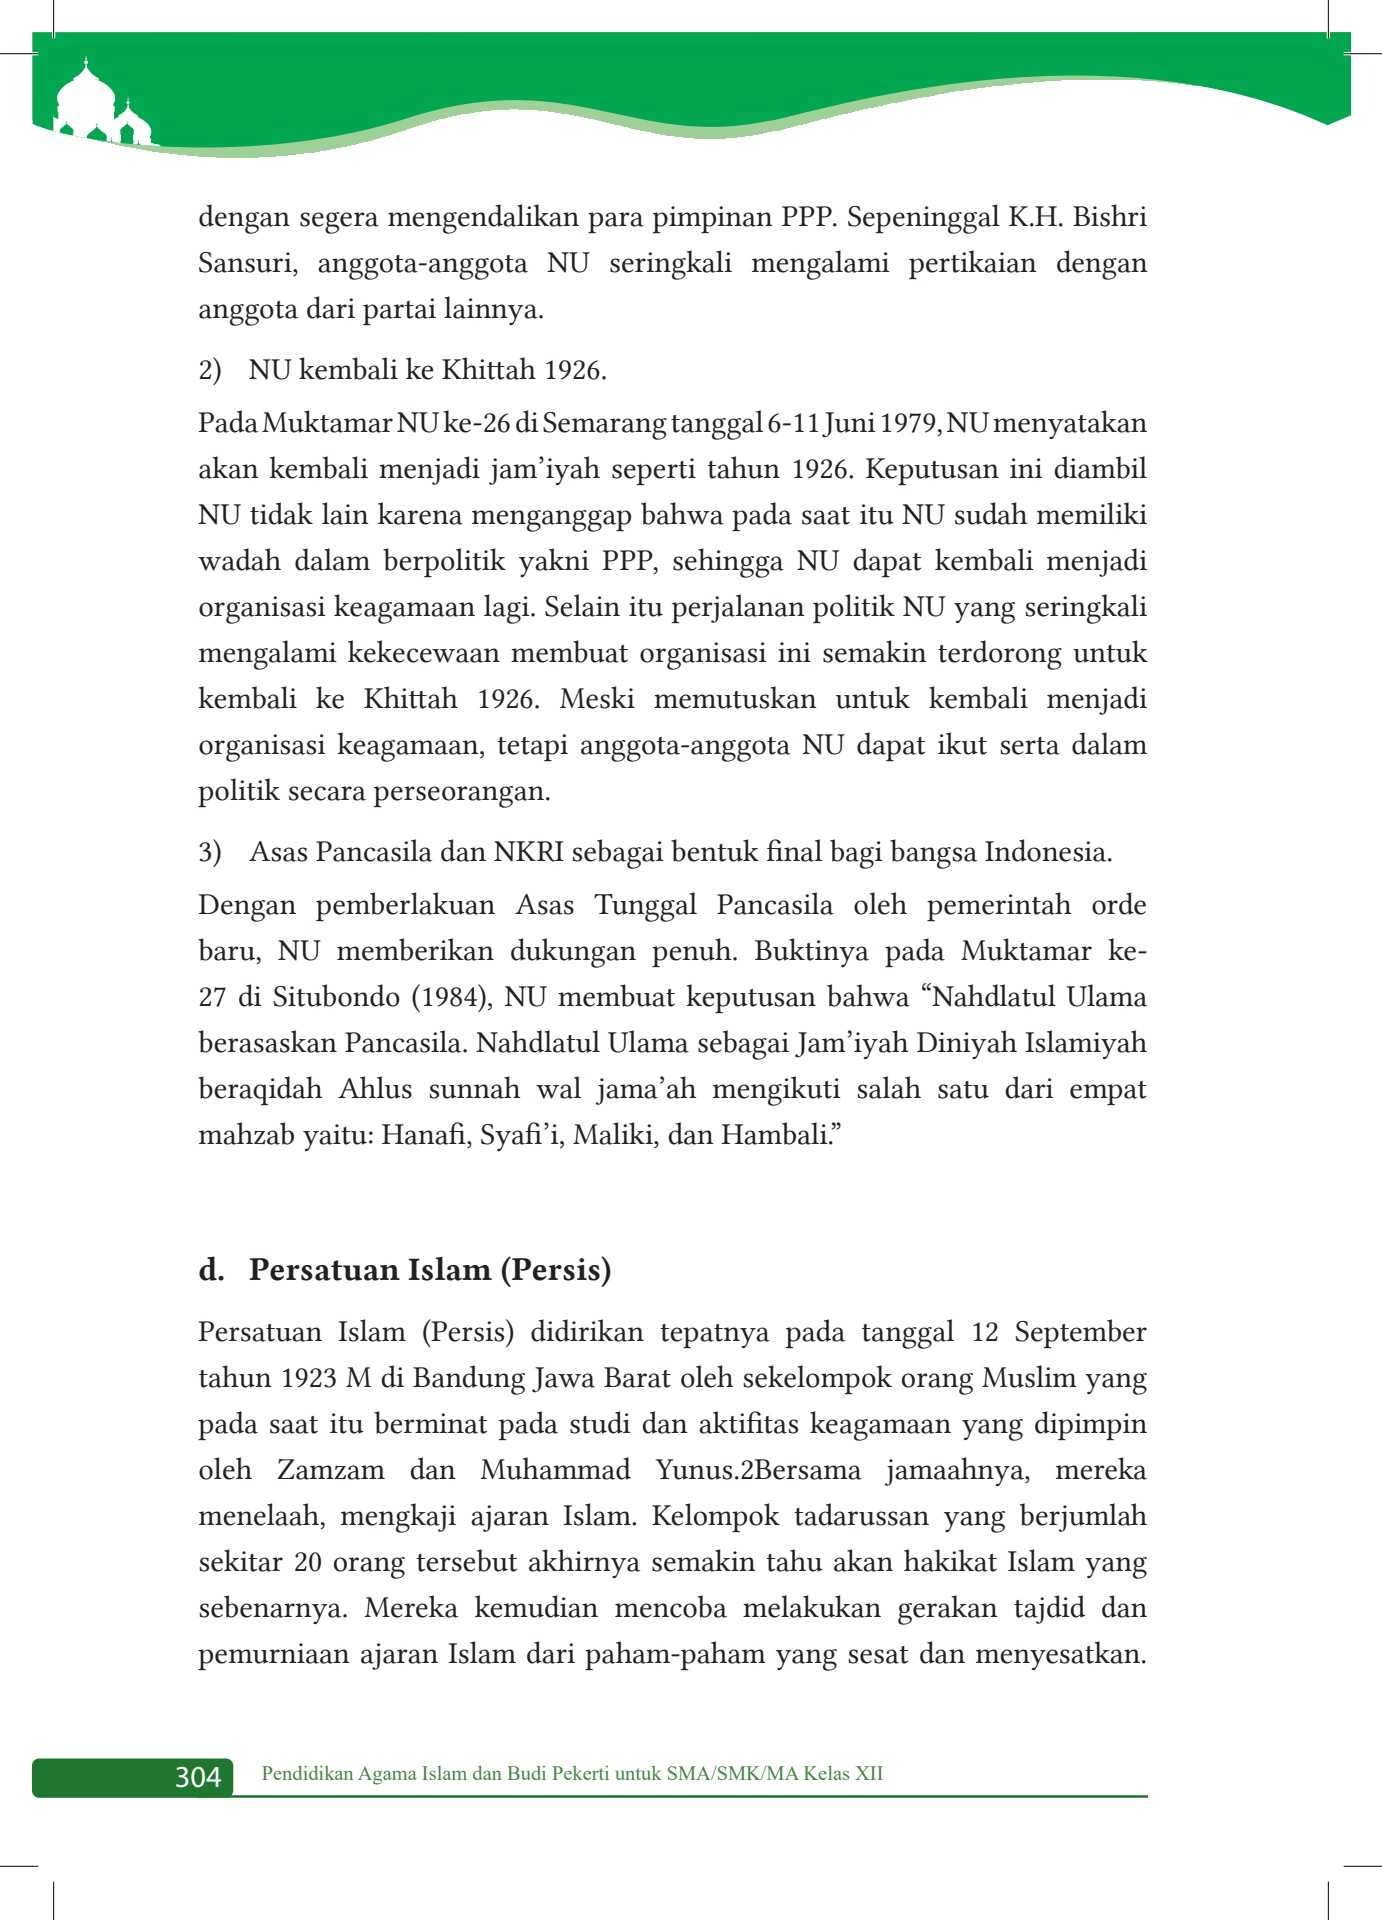 dengan segera mengendalikan para pimpinan PPP. Sepeninggal K.H. Bishri
Sansuri, anggota-anggota NU seringkali mengalami pertikaian dengan
anggota dari partai lainnya.
2) NU kembali ke Khittah 1926.
Pada Muktamar NU ke-26 di Semarang tanggal 6-11 Juni 1979, NU menyatakan
akan kembali menjadi jam’iyah seperti tahun 1926. Keputusan ini diambil
NU tidak lain karena menganggap bahwa pada saat itu NU sudah memiliki
wadah dalam berpolitik yakni PPP, sehingga NU dapat kembali menjadi
organisasi keagamaan lagi. Selain itu perjalanan politik NU yang seringkali
mengalami kekecewaan membuat organisasi ini semakin terdorong untuk
kembali ke Khittah 1926. Meski memutuskan untuk kembali menjadi
organisasi keagamaan, tetapi anggota-anggota NU dapat ikut serta dalam
politik secara perseorangan.
3) Asas Pancasila dan NKRI sebagai bentuk final bagi bangsa Indonesia.
Dengan pemberlakuan Asas Tunggal Pancasila oleh pemerintah orde
baru, NU memberikan dukungan penuh. Buktinya pada Muktamar ke-
27 di Situbondo (1984), NU membuat keputusan bahwa “Nahdlatul Ulama
berasaskan Pancasila. Nahdlatul Ulama sebagai Jam’iyah Diniyah Islamiyah
beraqidah Ahlus sunnah wal jama’ah mengikuti salah satu dari empat
mahzab yaitu: Hanafi, Syafi’i, Maliki, dan Hambali.”
d. Persatuan Islam (Persis)
Persatuan Islam (Persis) didirikan tepatnya pada tanggal 12 September
tahun 1923 M di Bandung Jawa Barat oleh sekelompok orang Muslim yang
pada saat itu berminat pada studi dan aktifitas keagamaan yang dipimpin
oleh Zamzam dan Muhammad Yunus.2Bersama jamaahnya, mereka
menelaah, mengkaji ajaran Islam. Kelompok tadarussan yang berjumlah
sekitar 20 orang tersebut akhirnya semakin tahu akan hakikat Islam yang
sebenarnya. Mereka kemudian mencoba melakukan gerakan tajdid dan
pemurniaan ajaran Islam dari paham-paham yang sesat dan menyesatkan.
304 Pendidikan Agama Islam dan Budi Pekerti untuk SMA/SMK/MA Kelas XII